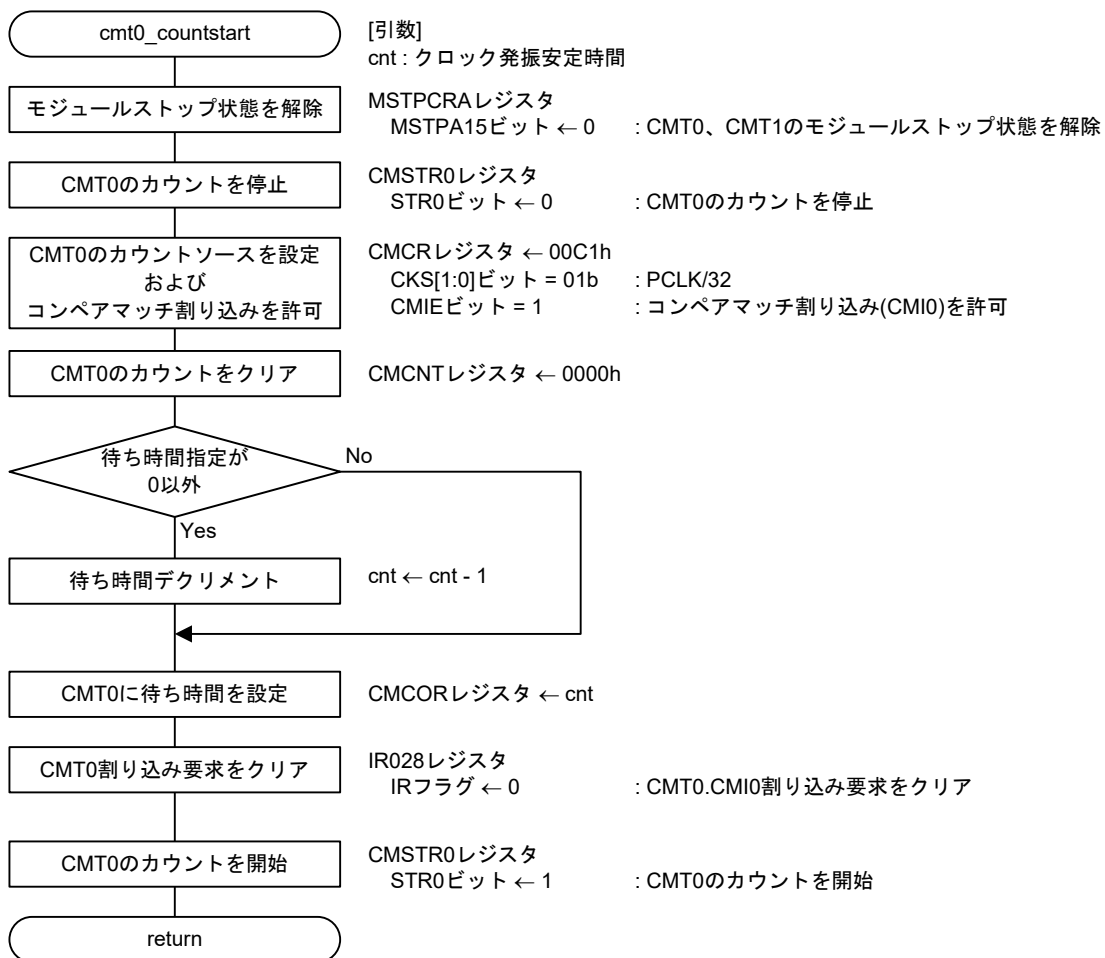 cmt0_countstart
[引数]
cnt : クロック発振安定時間
モジュールストップ状態を解除
MSTPCRAレジスタ
MSTPA15ビット ← 0 : CMT0、CMT1のモジュールストップ状態を解除
CMT0のカウントを停止
CMSTR0レジスタ
STR0ビット ← 0 : CMT0のカウントを停止
CMT0のカウントソースを設定
および
コンペアマッチ割り込みを許可
CMCRレジスタ ← 00C1h
CKS[1:0]ビット = 01b : PCLK/32
CMIEビット = 1 : コンペアマッチ割り込み(CMI0)を許可
CMT0のカウントをクリア
CMCNTレジスタ ← 0000h
待ち時間指定が
0以外
No
Yes
待ち時間デクリメント
cnt ← cnt - 1
CMT0に待ち時間を設定
CMCORレジスタ ← cnt
CMT0割り込み要求をクリア
IR028レジスタ
IRフラグ ← 0 : CMT0.CMI0割り込み要求をクリア
CMT0のカウントを開始
CMSTR0レジスタ
STR0ビット ← 1 : CMT0のカウントを開始
return